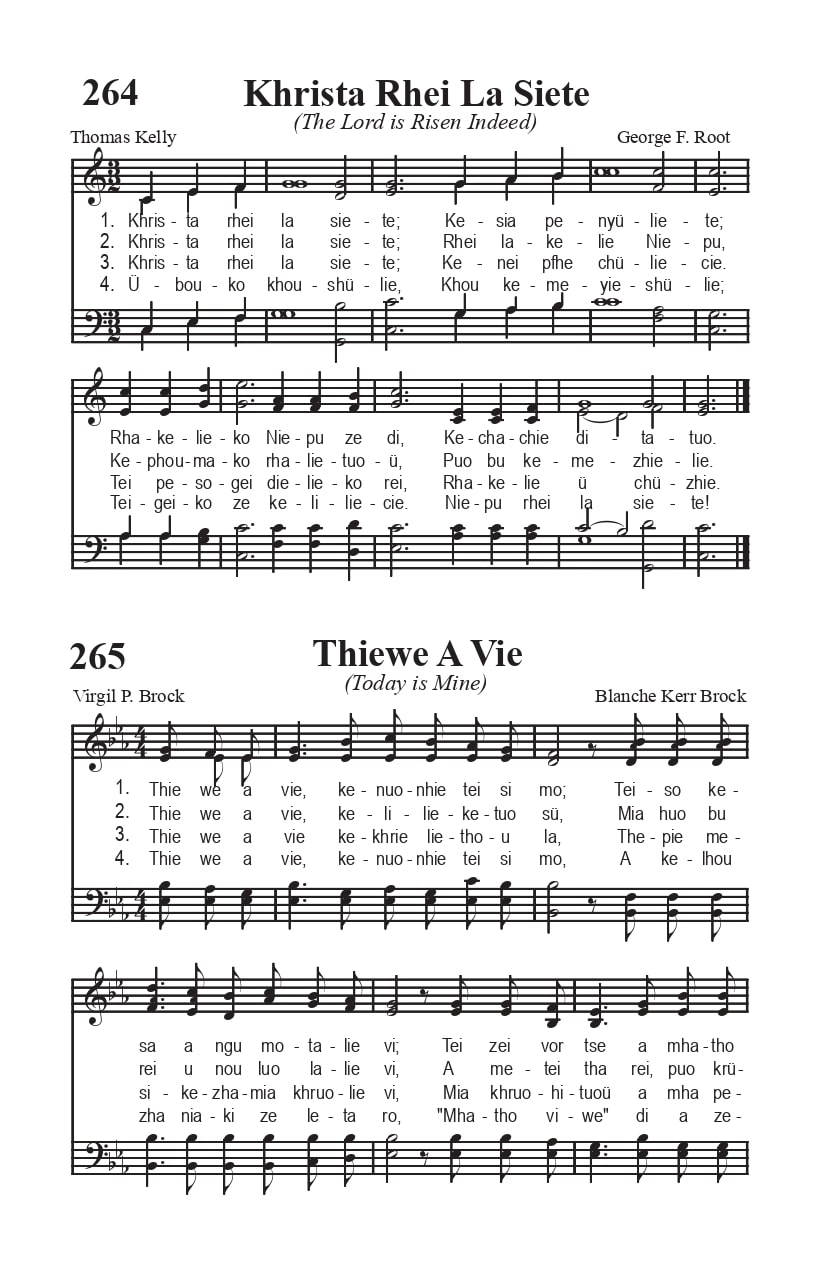 264 Khrista Rhei La Siete
(The Lord is Risen Indeed)
Thomas Kelly George F. Root
1. Khris - ta rhei la sie - te; Ke - sia pe - nyü - lie - te;
2. Khris - ta rhei la sie - te; Rhei la - ke - lie Nie - pu,
3. Khris - ta rhei la sie - te; Ke - nei pfhe chü - lie - cie.
4. Ü - bou - ko khou - shü - lie, Khou ke - me - yie - shü - lie;
Rha - ke - lie - ko Nie - pu ze di, Ke - cha - chie di - ta - tuo.
Ke - phou - ma - ko rha - lie - tuo - ü, Puo bu ke - me - zhie - lie.
Tei pe - so - gei die - lie - ko rei, Rha - ke - lie ü chü - zhie.
Tei - gei - ko ze ke - li - lie - cie. Nie - pu rhei la sie - te!
265 Thiewe A Vie
(Today is Mine)
Virgil P. Brock Blanche Kerr Brock
1. Thie we a vie, ke - nuo - nhie tei si mo; Tei - so ke -
2. Thie we a vie, ke - li - lie - ke - tuo sü, Mia huo bu
3. Thie we a vie ke - khrie lie - tho - u la, The - pie me -
4. Thie we a vie, ke - nuo - nhie tei si mo, A ke - lhou
sa a ngu mo - ta - lie vi; Tei zei vor tse a mha - tho
rei u nou luo la - lie vi, A me - tei tha rei, puo krü -
si - ke - zha - mia khruo - lie vi, Mia khruo - hi - tuoü a mha pe -
zha nia - ki ze le - ta ro, "Mha - tho vi - we" di a ze -